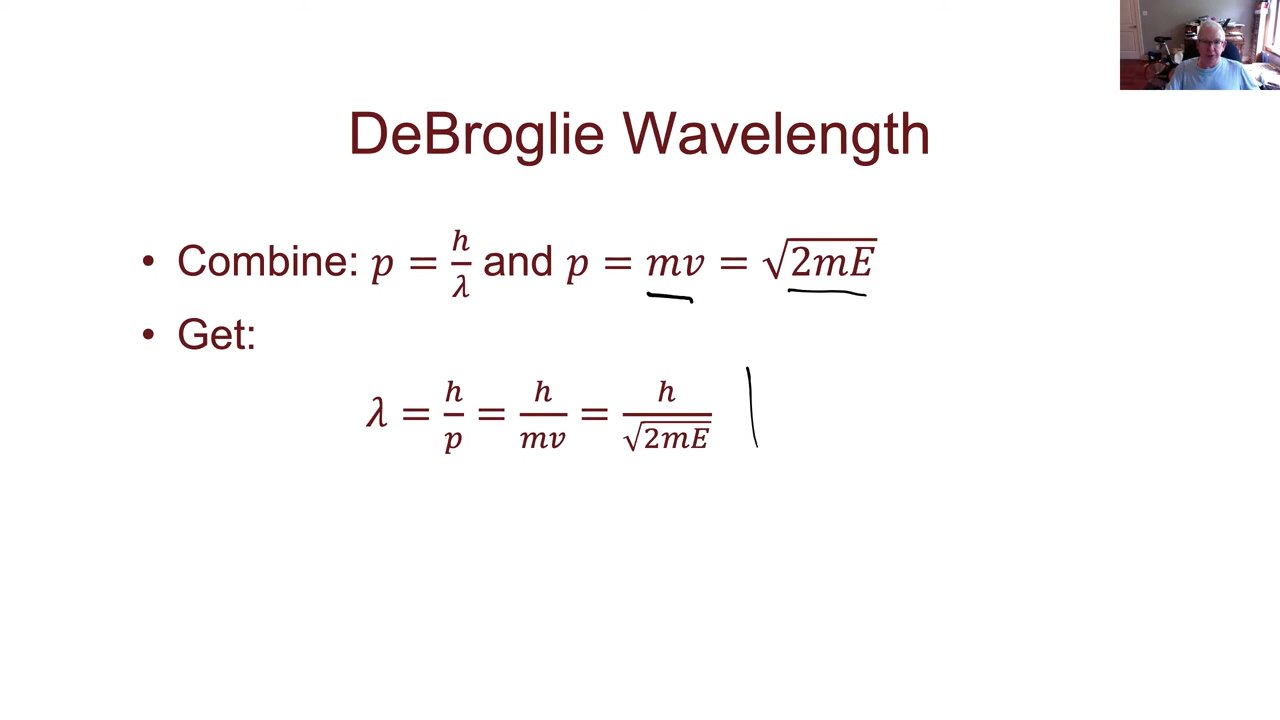 DeBroglie Wavelength
• Combine: p = h/λ and p = mv = √2mE
• Get:
λ = h/p = h/mv = h/√2mE